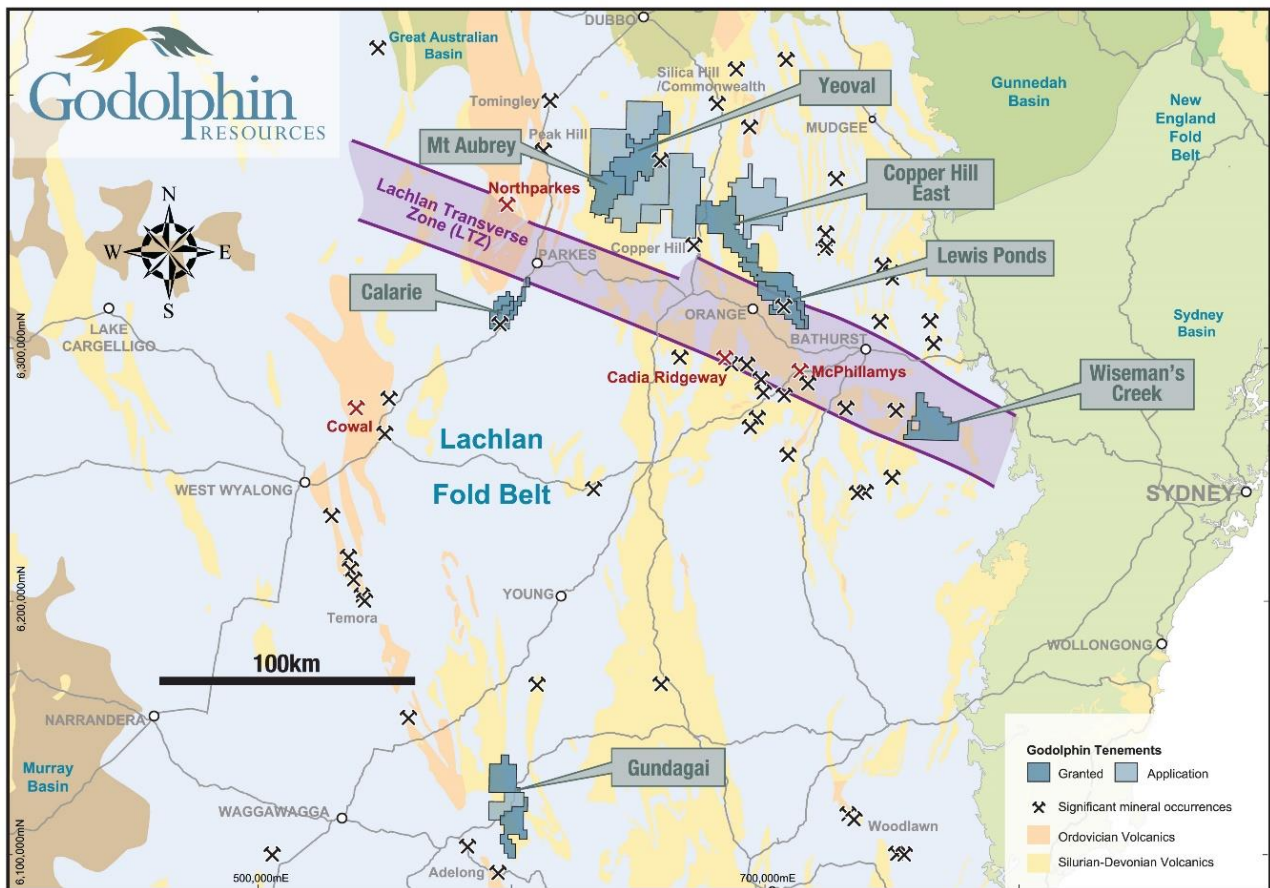 Godolphin
RESOURCES
Great Australian
Basin
DUBBO
Silica Hill
/Commonwealth
Yeoval
Gunnedah
Basin
New
England
Fold
Belt
Tomingley
Peak Hill
MUDGEE
Mt Aubrey
Copper Hill
East
N
W
E
S
Lachlan Transverse
Zone (LTZ)
Northparkes
Copper Hill
PARKES
Lewis Ponds
Calarie
ORANGE
LAKE
CARGELLIGO
BATHURST
Sydney
Basin
6,300,000mN
Cadia Ridgeway
McPhillamys
Wiseman's
Creek
Cowal
Lachlan
Fold Belt
WEST WYALONG
SYDNEY
6,200,000mN
YOUNG
Temora
WOLLONGONG
100km
NARRANDERA
Murray
Basin
Gundagai
WAGGAWAGGA
Woodlawn
Adelong
6,100,000mN
500,000mE
700,000mE
Godolphin Tenements
Granted
Application
Significant mineral occurrences
Ordovician Volcanics
Silurian-Devonian Volcanics